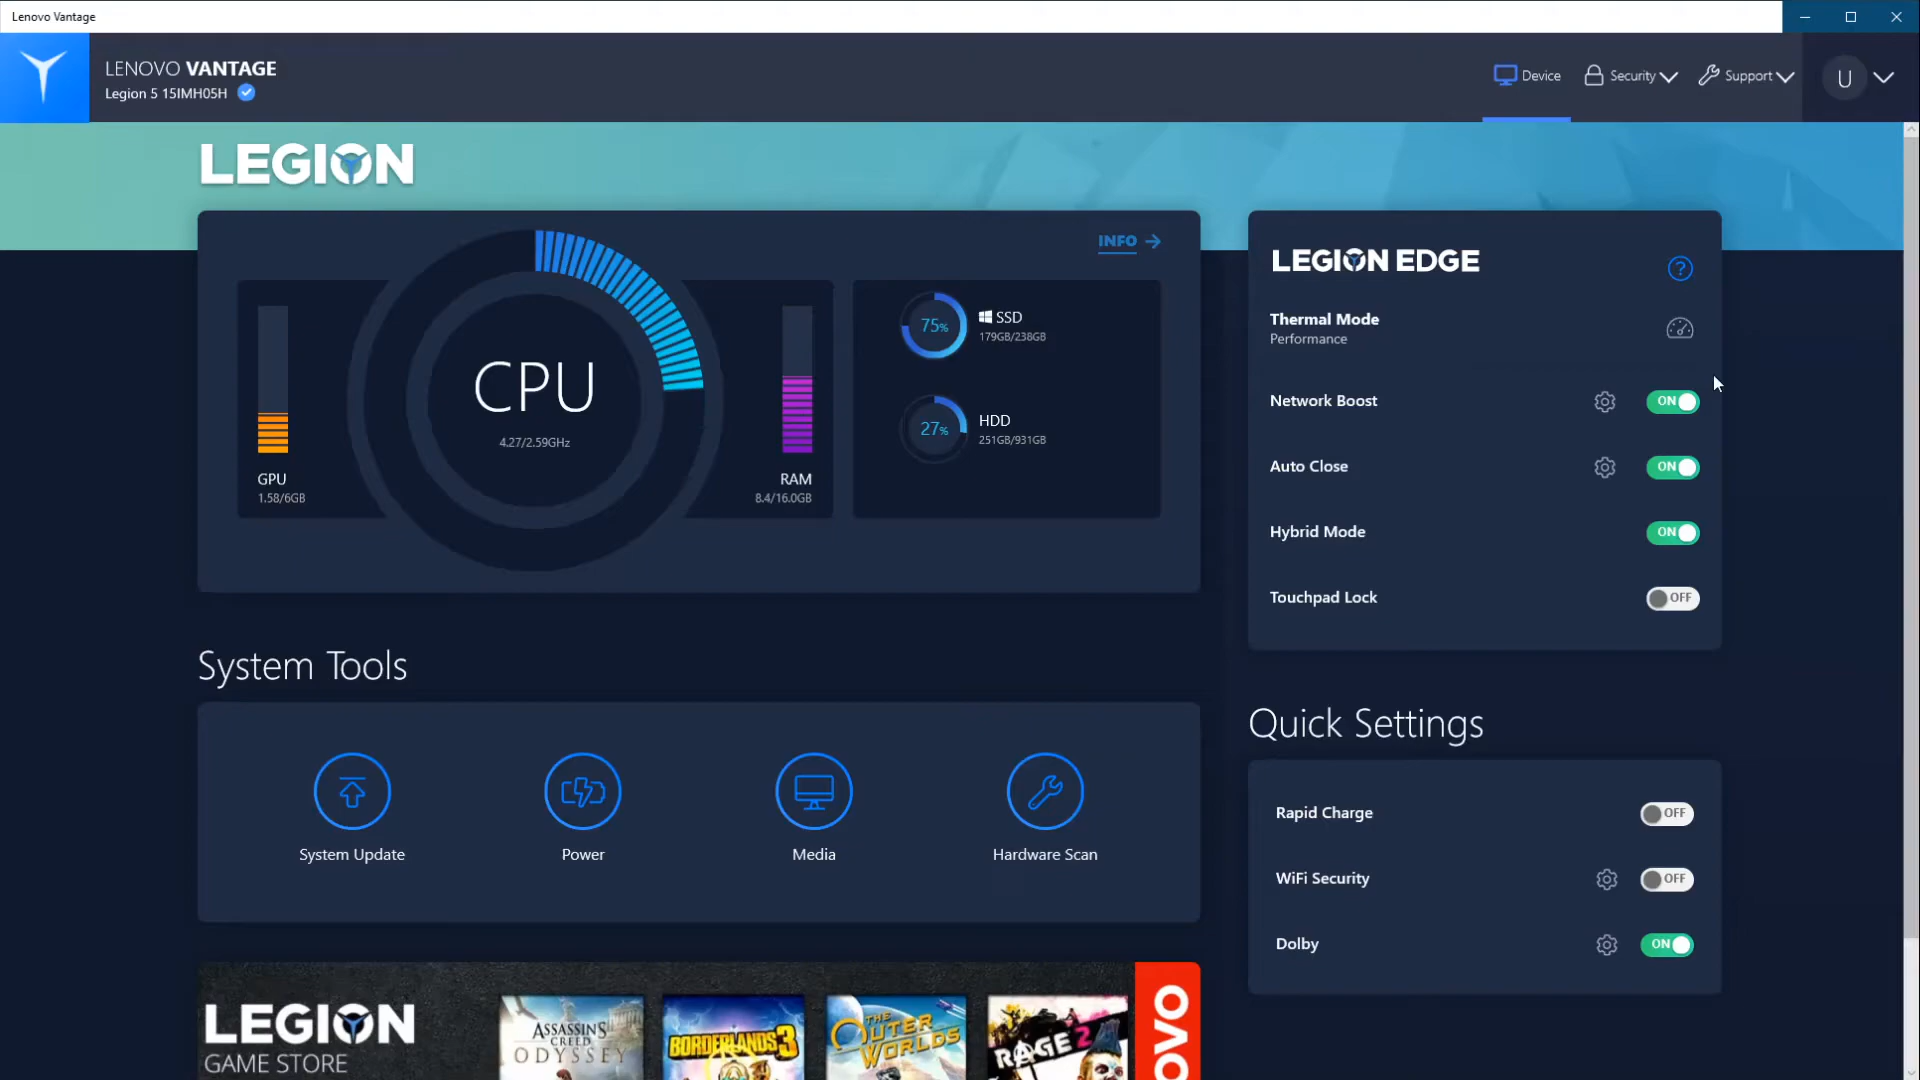 Lenovo Vantage
LENOVO VANTAGE
Legion 5 15IMH05H
Device
Security
Support
U
LEGION
INFO
CPU
4.27/2.59GHz
GPU
1.58/6GB
RAM
8.4/16.0GB
75%
SSD
179GB/238GB
27%
HDD
251GB/931GB
LEGION EDGE
?
Thermal Mode
Performance
Network Boost
ON
Auto Close
ON
Hybrid Mode
ON
Touchpad Lock
OFF
System Tools
System Update
Power
Media
Hardware Scan
Quick Settings
Rapid Charge
OFF
WiFi Security
OFF
Dolby
ON
LEGION
GAME STORE
ASSASSIN'S
CREED
ODYSSEY
BORDERLANDS 3
THE
OUTER
WORLDS
RAGE 2
OVO